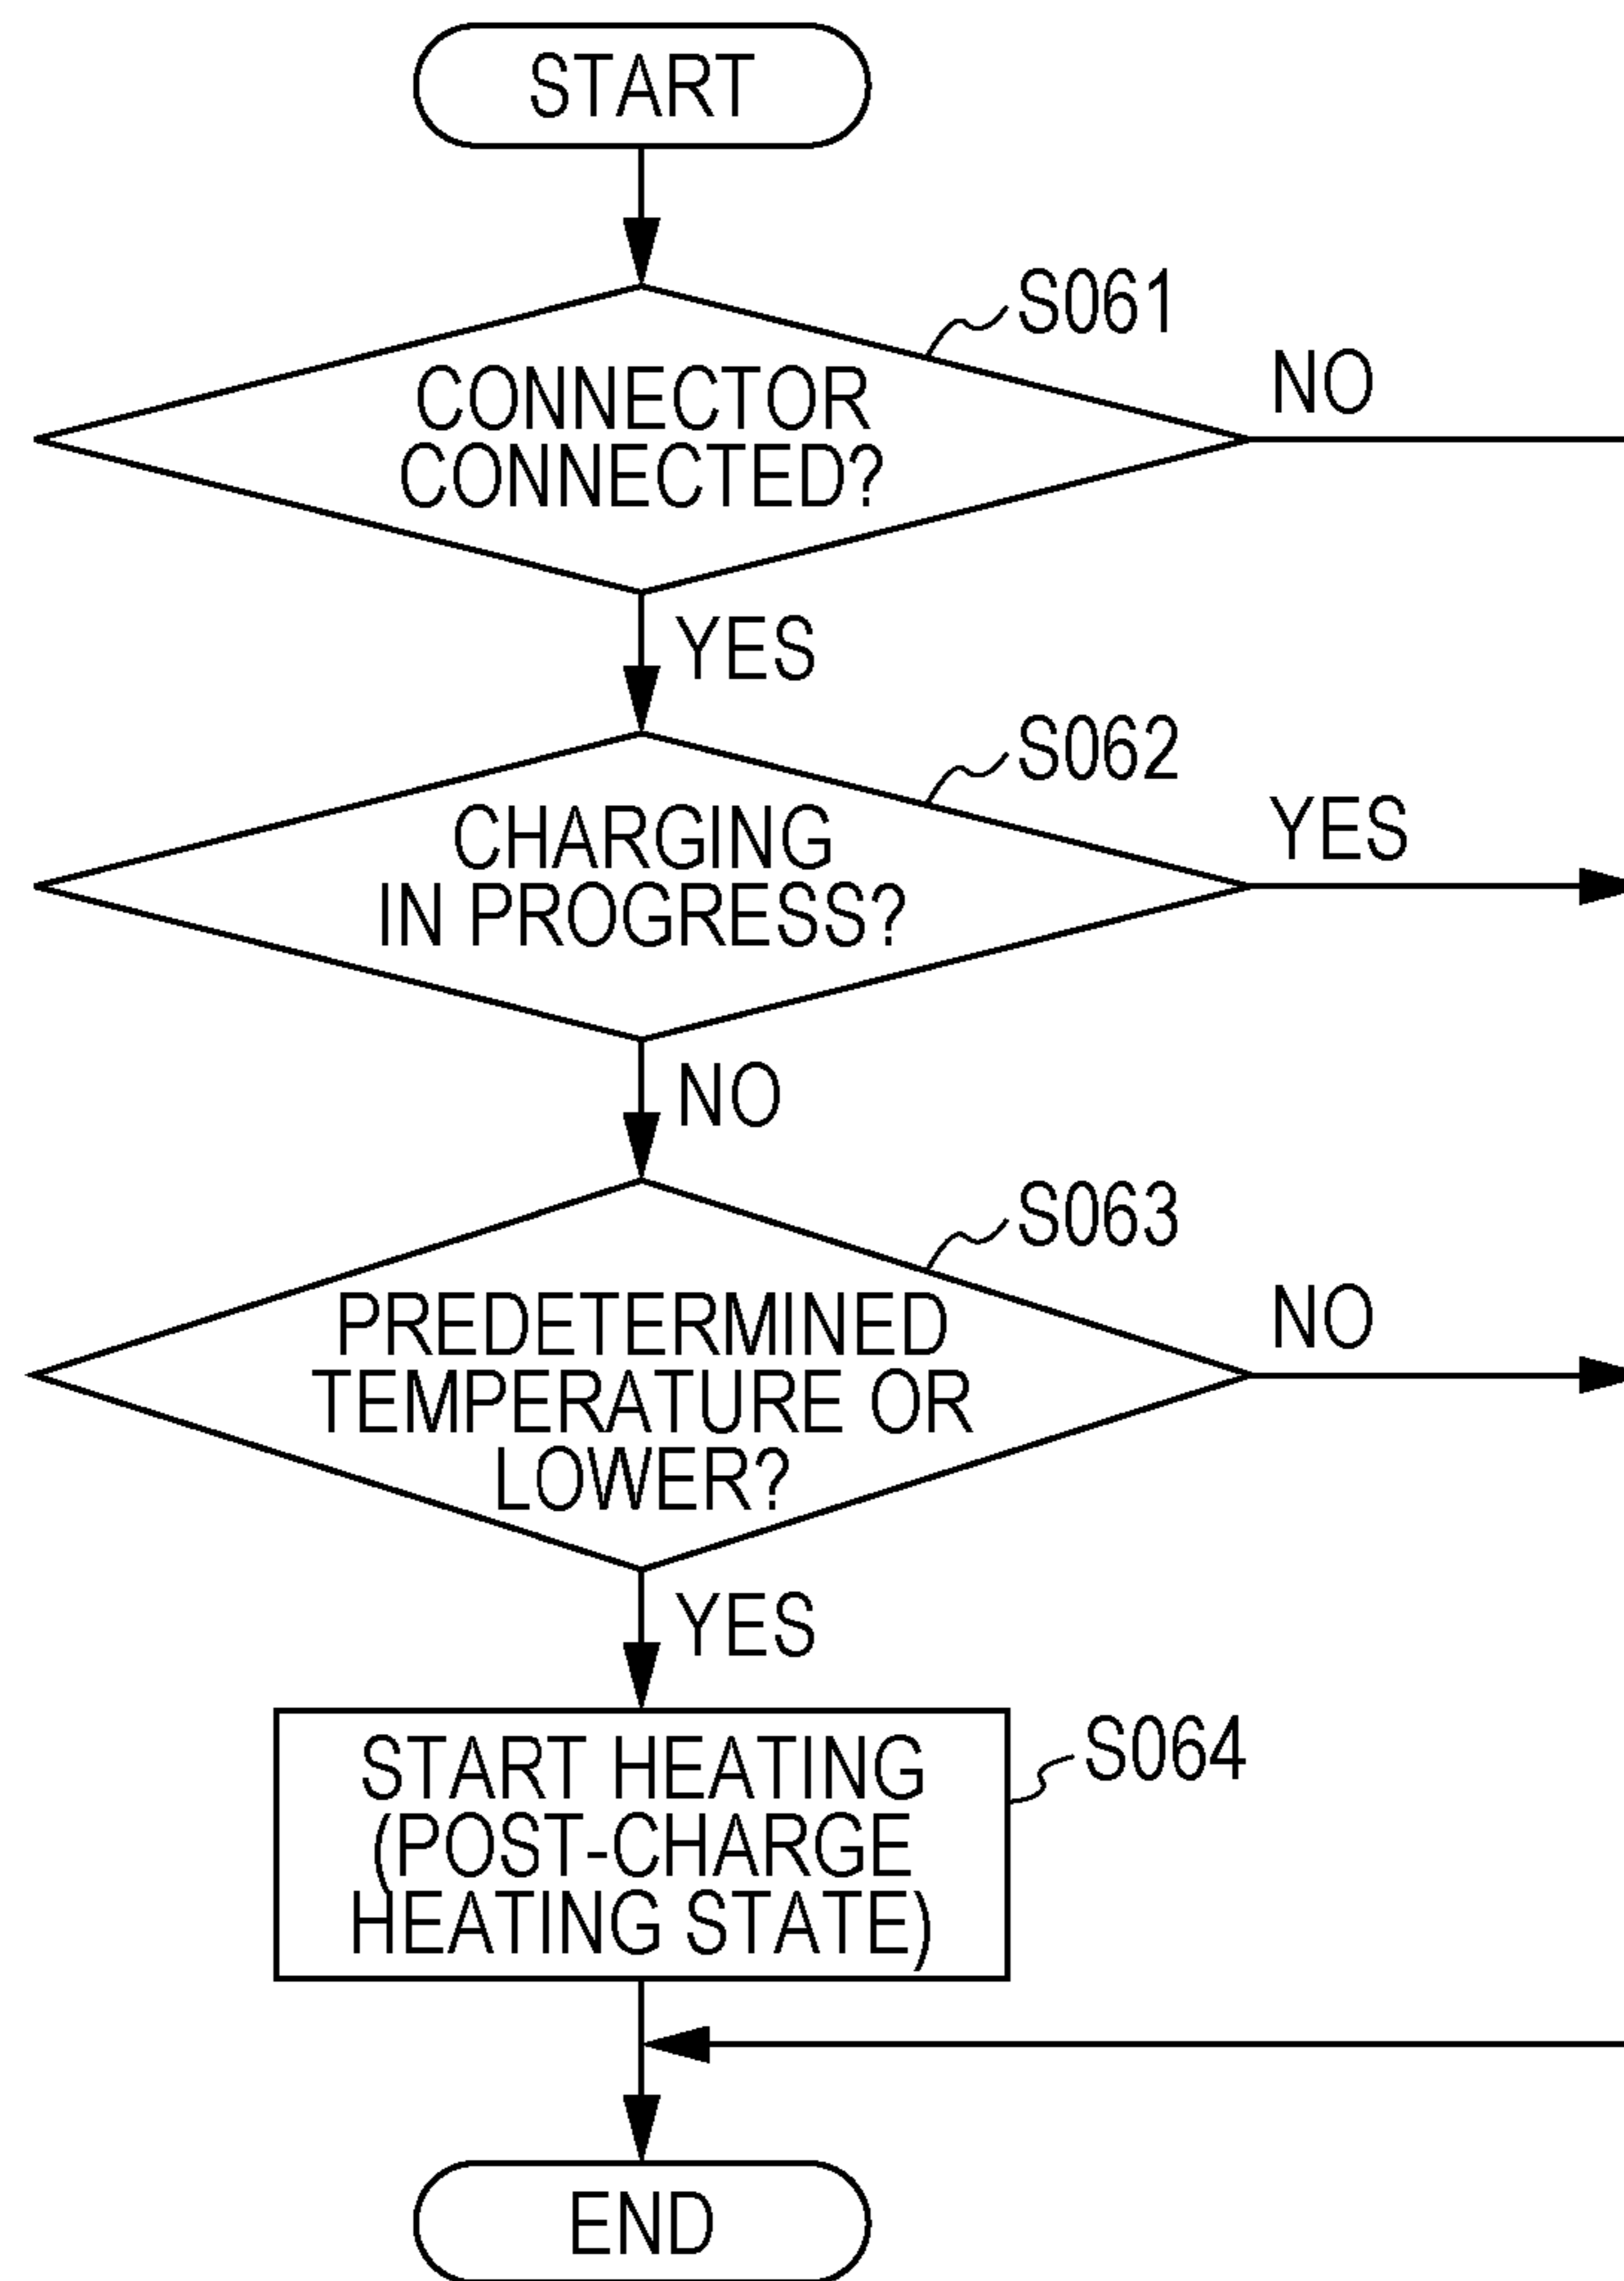 START
S061
CONNECTOR
CONNECTED?
NO
YES
S062
CHARGING
IN PROGRESS?
YES
NO
S063
PREDETERMINED
TEMPERATURE OR
LOWER?
NO
YES
START HEATING
(POST-CHARGE
HEATING STATE)
S064
END